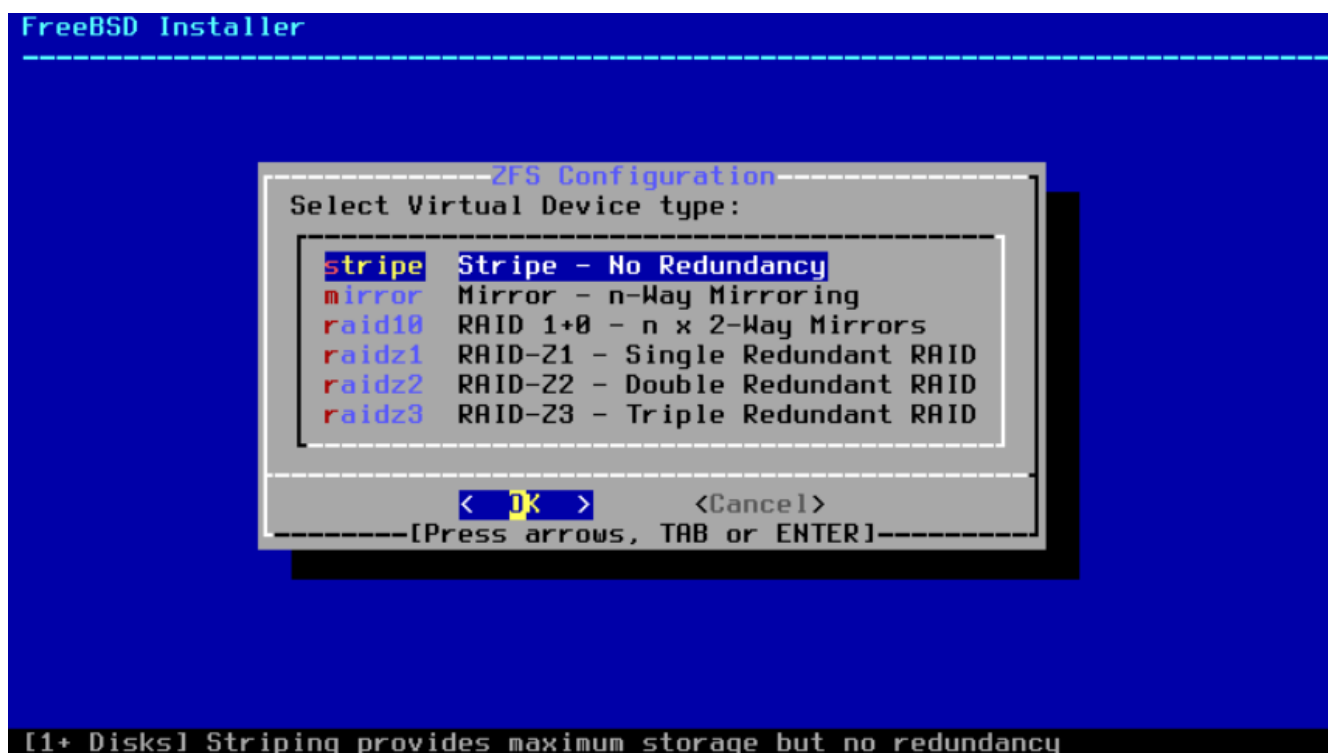 FreeBSD Installer
ZFS Configuration
Select Virtual Device type:
stripe Stripe - No Redundancy
mirror Mirror - n-Way Mirroring
raid10 RAID 1+0 - n x 2-Way Mirrors
raidz1 RAID-Z1 - Single Redundant RAID
raidz2 RAID-Z2 - Double Redundant RAID
raidz3 RAID-Z3 - Triple Redundant RAID
< OK > <Cancel>
[Press arrows, TAB or ENTER]
[1+ Disks] Striping provides maximum storage but no redundancy